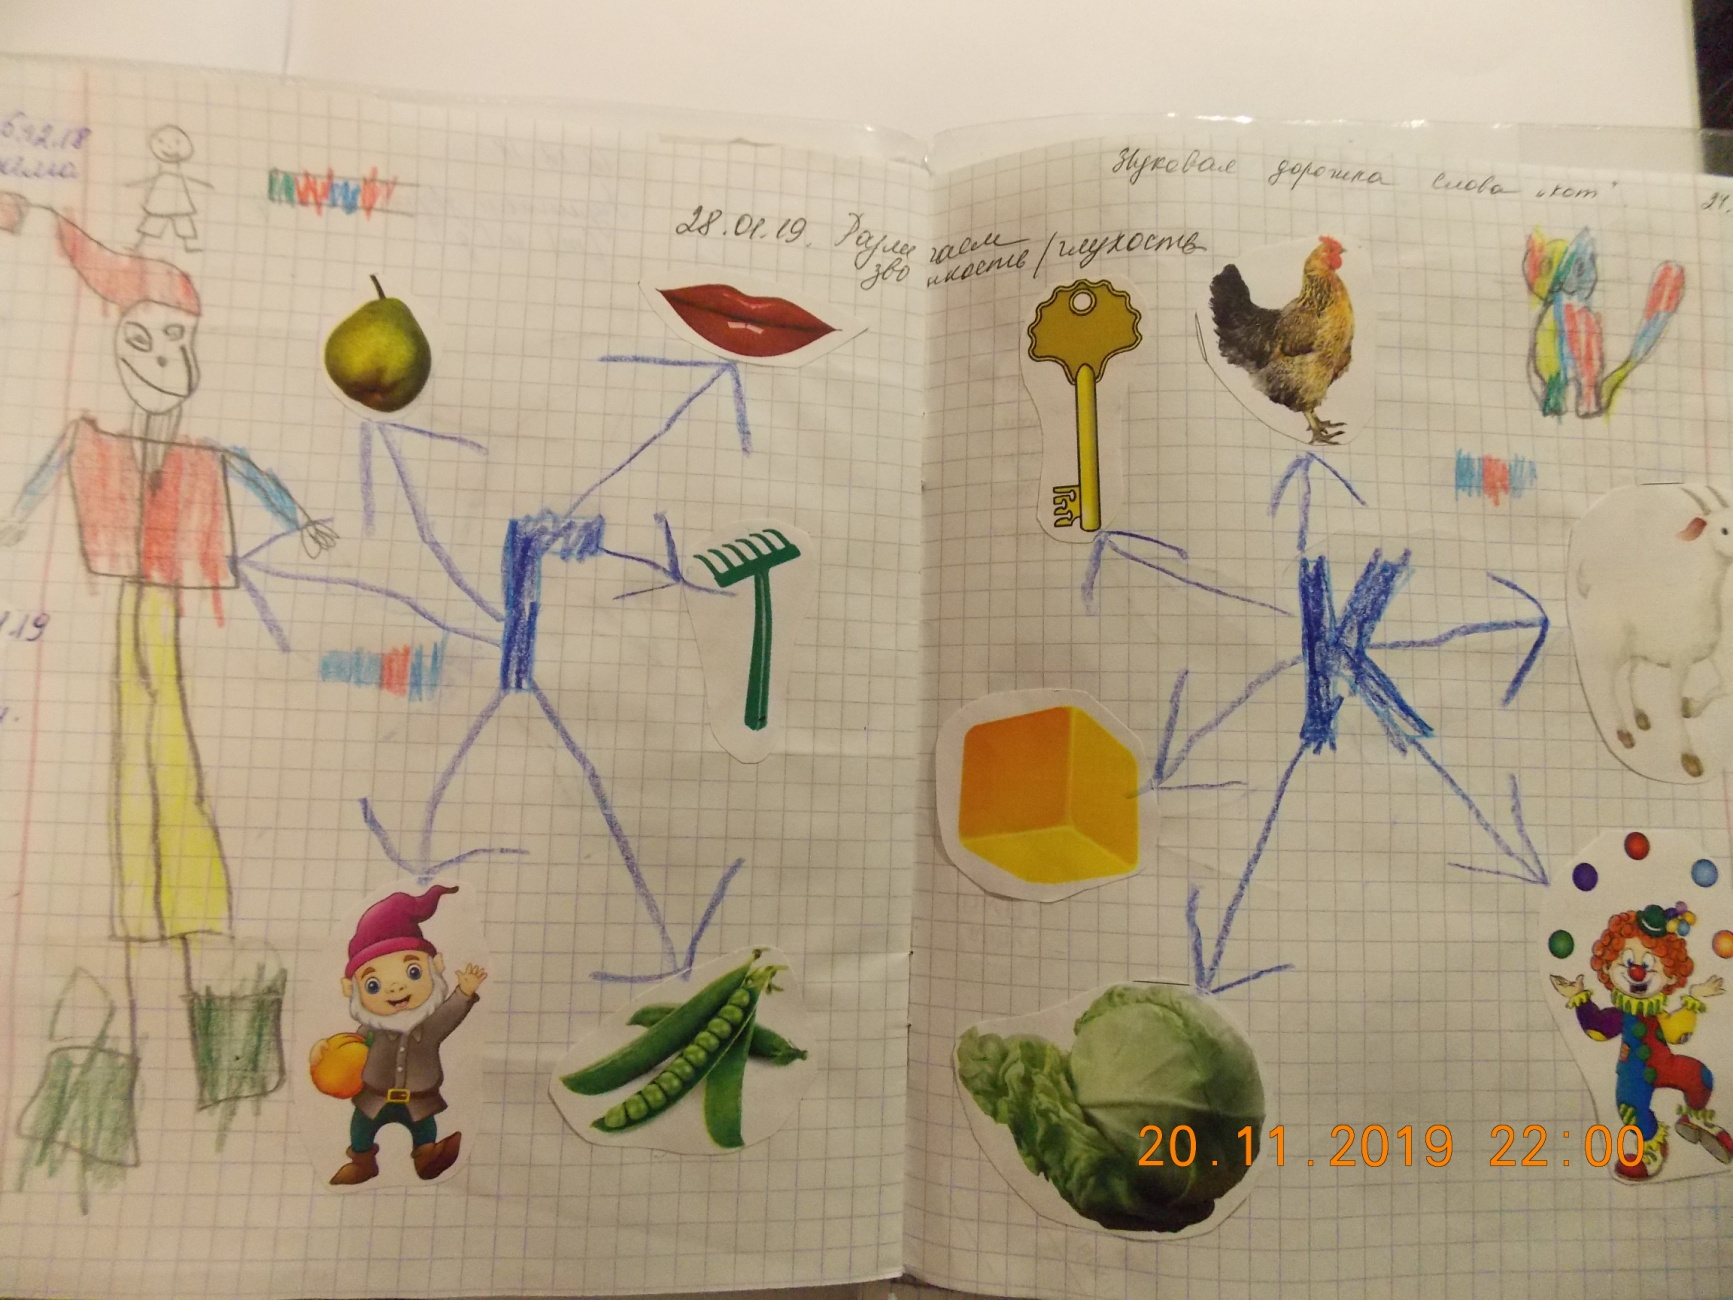 28.01.19. Различаем
звонкость/глухость
Г
Звуковая дорожка слова "кот"
К
20.11.2019 22:00